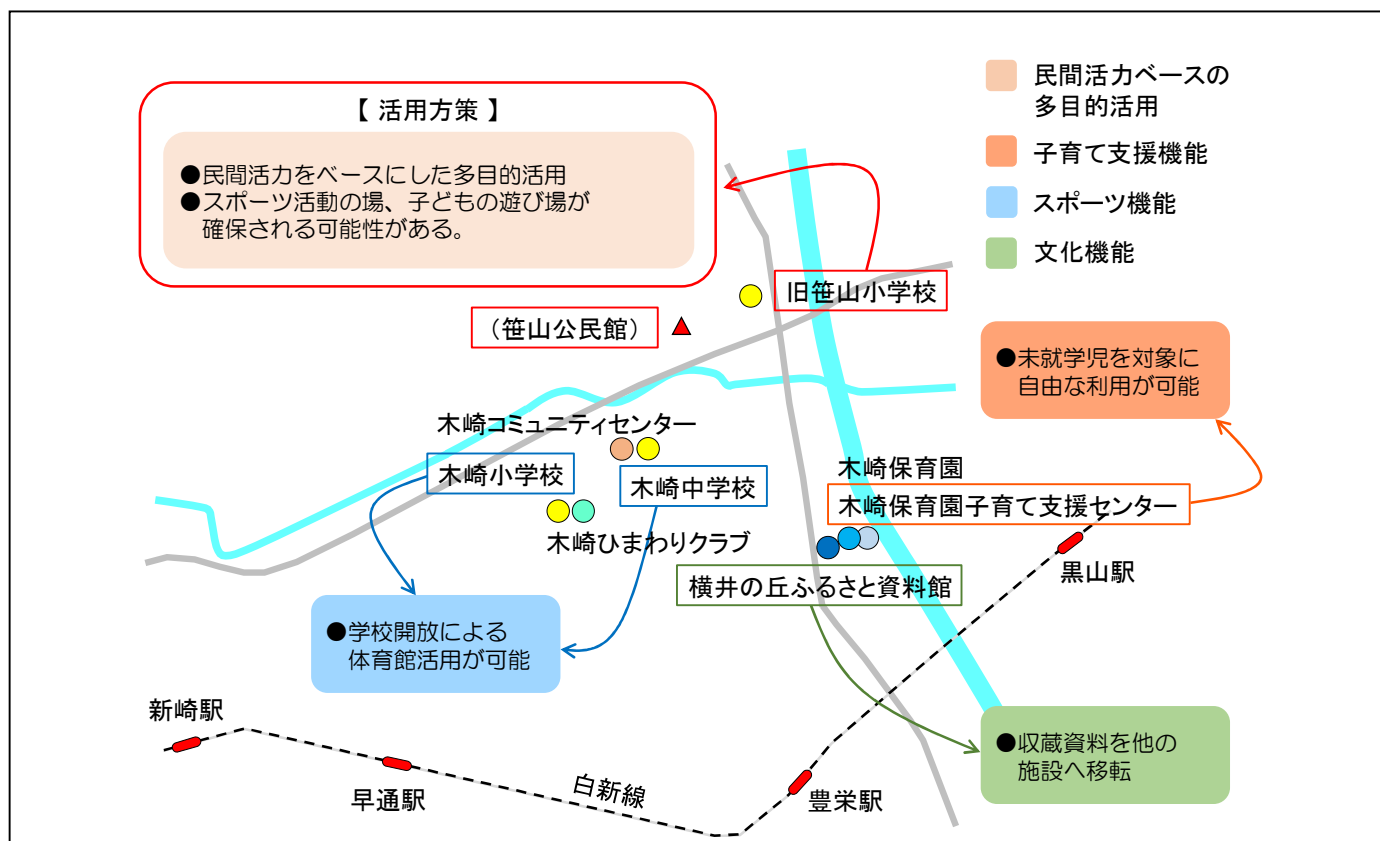 【 活用方策 】
●民間活力をベースにした多目的活用
●スポーツ活動の場、子どもの遊び場が
確保される可能性がある。
民間活力ベースの
多目的活用
子育て支援機能
スポーツ機能
文化機能
旧笹山小学校
（笹山公民館）
●未就学児を対象に
自由な利用が可能
木崎コミュニティセンター
木崎小学校
木崎中学校
木崎保育園
木崎保育園子育て支援センター
木崎ひまわりクラブ
横井の丘ふるさと資料館
黒山駅
●学校開放による
体育館活用が可能
新崎駅
早通駅
白新線
豊栄駅
●収蔵資料を他の
施設へ移転